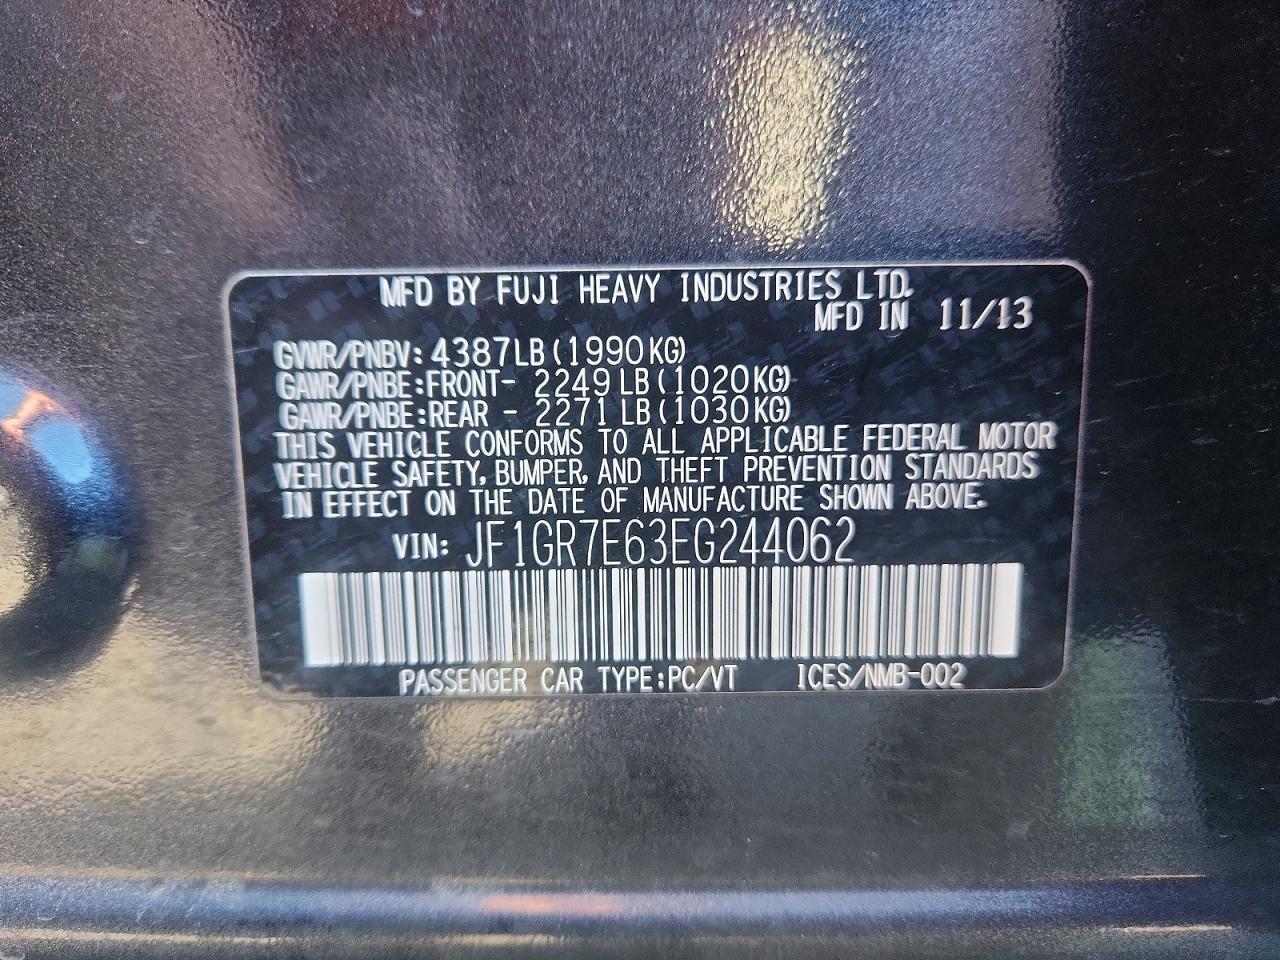 MFD BY FUJI HEAVY INDUSTRIES LTD.
MFD IN 11/13
GVWR/PNBV: 4387LB(1990KG)
GAWR/PNBE:FRONT- 2249LB(1020KG)
GAWR/PNBE:REAR - 2271LB(1030KG)
THIS VEHICLE CONFORMS TO ALL APPLICABLE FEDERAL MOTOR
VEHICLE SAFETY, BUMPER, AND THEFT PREVENTION STANDARDS
IN EFFECT ON THE DATE OF MANUFACTURE SHOWN ABOVE.
VIN: JF1GR7E63EG244062
PASSENGER CAR TYPE:PC/VT ICES/NMB-002